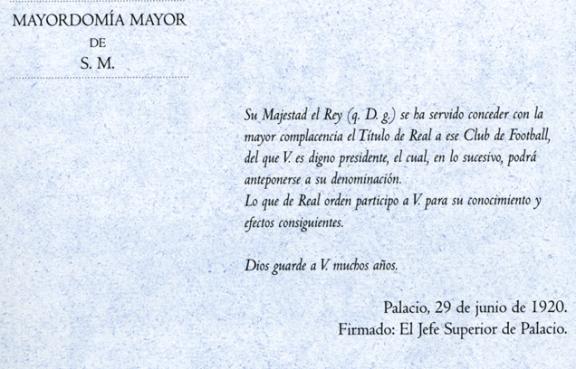 MAYORDOMÍA MAYOR
DE
S. M.
Su Majestad el Rey (q. D. g.) se ha servido conceder con la
mayor complacencia el Título de Real a ese Club de Football,
del que V. es digno presidente, el cual, en lo sucesivo, podrá
anteponerse a su denominación.
Lo que de Real orden participo a V. para su conocimiento y
efectos consiguientes.
Dios guarde a V. muchos años.
Palacio, 29 de junio de 1920.
Firmado: El Jefe Superior de Palacio.